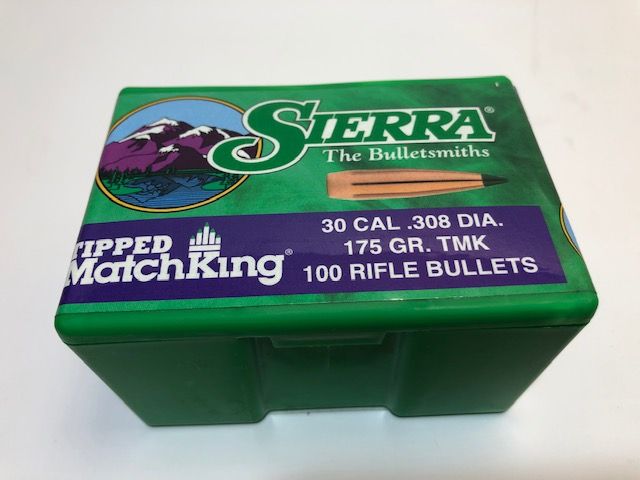 SIERRA®
The Bulletsmiths
30 CAL .308 DIA.
175 GR. TMK
100 RIFLE BULLETS
TIPPED
MatchKing®